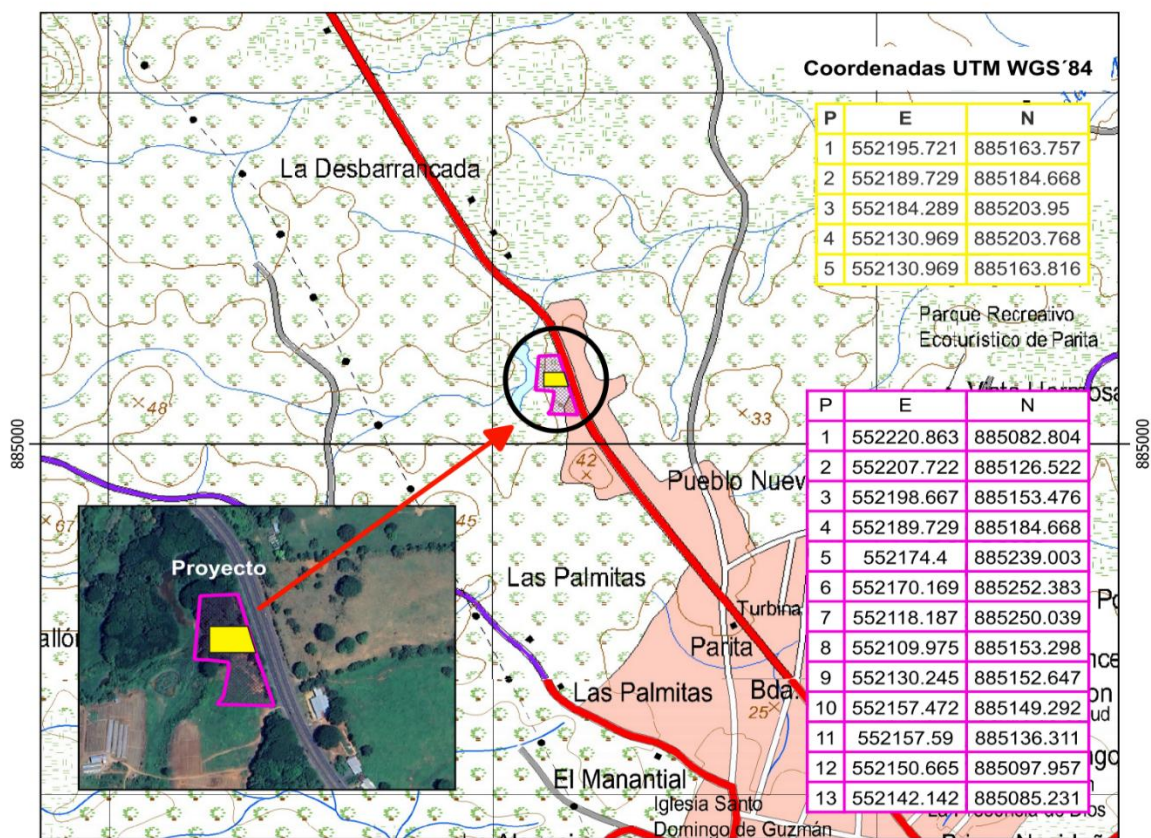 Coordenadas UTM WGS´84
P E N
1 552195.721 885163.757
2 552189.729 885184.668
3 552184.289 885203.95
4 552130.969 885203.768
5 552130.969 885163.816
La Desbarrancada
Parque Recreativo
Ecoturístico de Parita
48
33
885000
885000
42
Pueblo Nuev
67
45
Proyecto
Las Palmitas
Turbina
Parita
Las Palmitas
Bda.
25
El Manantial
Iglesia Santo
Domingo de Guzmán
P E N
1 552220.863 885082.804
2 552207.722 885126.522
3 552198.667 885153.476
4 552189.729 885184.668
5 552174.4 885239.003
6 552170.169 885252.383
7 552118.187 885250.039
8 552109.975 885153.298
9 552130.245 885152.647
10 552157.472 885149.292
11 552157.59 885136.311
12 552150.665 885097.957
13 552142.142 885085.231